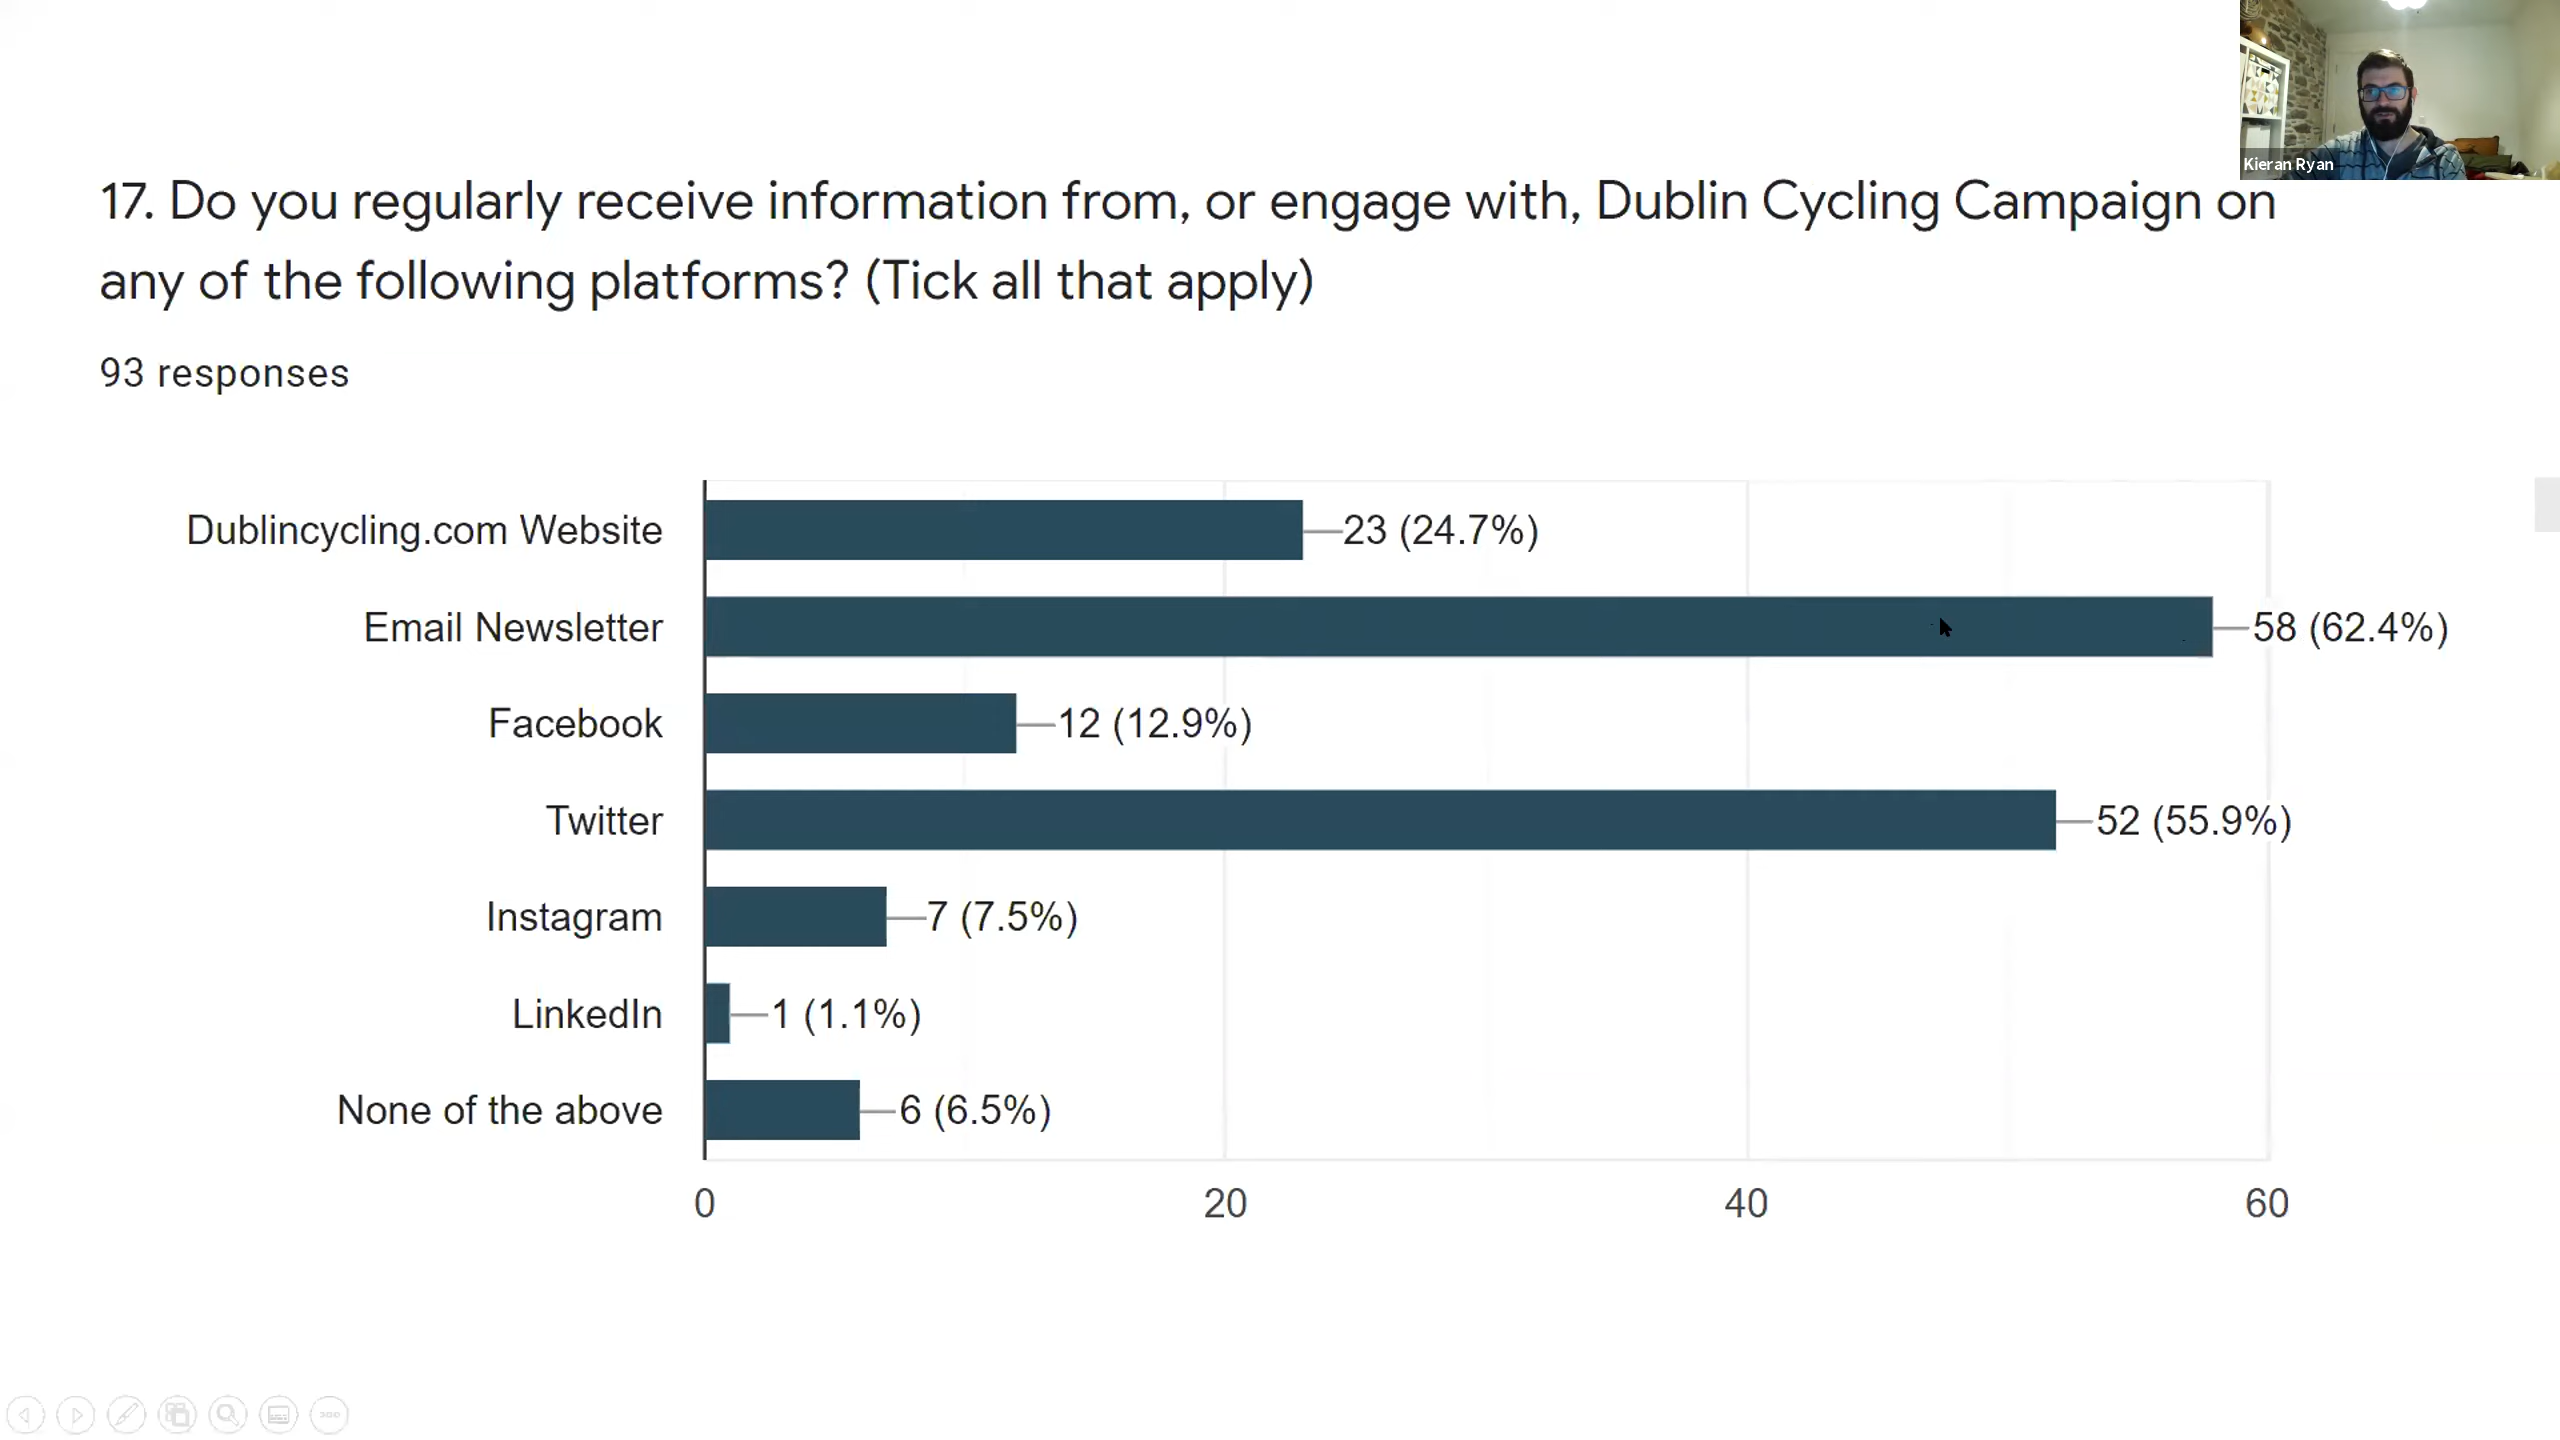 Kieran Ryan
17. Do you regularly receive information from, or engage with, Dublin Cycling Campaign on
any of the following platforms? (Tick all that apply)
93 responses
Dublincycling.com Website 23 (24.7%)
Email Newsletter 58 (62.4%)
Facebook 12 (12.9%)
Twitter 52 (55.9%)
Instagram 7 (7.5%)
LinkedIn 1 (1.1%)
None of the above 6 (6.5%)
0 20 40 60